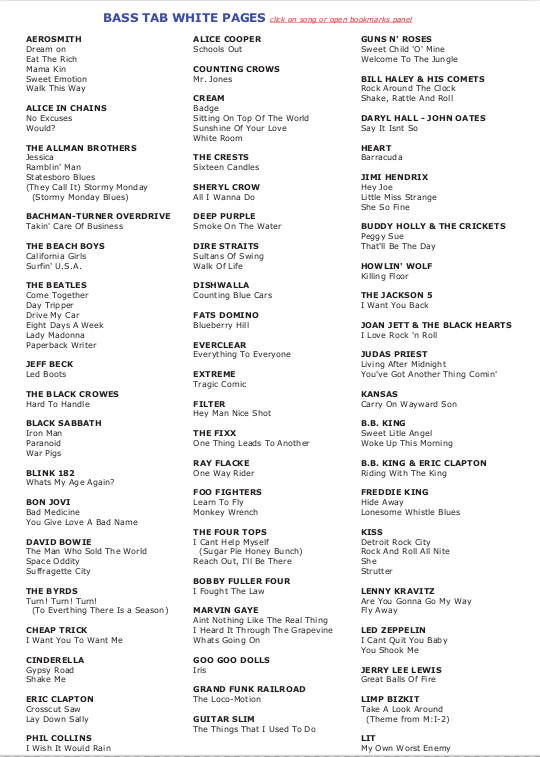 BASS TAB WHITE PAGES click on song or open bookmarks panel
AEROSMITH
Dream on
Eat The Rich
Mama Kin
Sweet Emotion
Walk This Way
ALICE IN CHAINS
No Excuses
Would?
THE ALLMAN BROTHERS
Jessica
Ramblin' Man
Statesboro Blues
(They Call It) Stormy Monday
(Stormy Monday Blues)
BACHMAN-TURNER OVERDRIVE
Takin' Care Of Business
THE BEACH BOYS
California Girls
Surfin' U.S.A.
THE BEATLES
Come Together
Day Tripper
Drive My Car
Eight Days A Week
Lady Madonna
Paperback Writer
JEFF BECK
Led Boots
THE BLACK CROWES
Hard To Handle
BLACK SABBATH
Iron Man
Paranoid
War Pigs
BLINK 182
Whats My Age Again?
BON JOVI
Bad Medicine
You Give Love A Bad Name
DAVID BOWIE
The Man Who Sold The World
Space Oddity
Suffragette City
THE BYRDS
Turn! Turn! Turn!
(To Everthing There Is a Season)
CHEAP TRICK
I Want You To Want Me
CINDERELLA
Gypsy Road
Shake Me
ERIC CLAPTON
Crosscut Saw
Lay Down Sally
PHIL COLLINS
I Wish It Would Rain
ALICE COOPER
Schools Out
COUNTING CROWS
Mr. Jones
CREAM
Badge
Sitting On Top Of The World
Sunshine Of Your Love
White Room
THE CRESTS
Sixteen Candles
SHERYL CROW
All I Wanna Do
DEEP PURPLE
Smoke On The Water
DIRE STRAITS
Sultans Of Swing
Walk Of Life
DISHWALLA
Counting Blue Cars
FATS DOMINO
Blueberry Hill
EVERCLEAR
Everything To Everyone
EXTREME
Tragic Comic
FILTER
Hey Man Nice Shot
THE FIXX
One Thing Leads To Another
RAY FLACKE
One Way Rider
FOO FIGHTERS
Learn To Fly
Monkey Wrench
THE FOUR TOPS
I Cant Help Myself
(Sugar Pie Honey Bunch)
Reach Out, I'll Be There
BOBBY FULLER FOUR
I Fought The Law
MARVIN GAYE
Aint Nothing Like The Real Thing
I Heard It Through The Grapevine
Whats Going On
GOO GOO DOLLS
Iris
GRAND FUNK RAILROAD
The Loco-Motion
GUITAR SLIM
The Things That I Used To Do
GUNS N' ROSES
Sweet Child 'O' Mine
Welcome To The Jungle
BILL HALEY & HIS COMETS
Rock Around The Clock
Shake, Rattle And Roll
DARYL HALL - JOHN OATES
Say It Isnt So
HEART
Barracuda
JIMI HENDRIX
Hey Joe
Little Miss Strange
She So Fine
BUDDY HOLLY & THE CRICKETS
Peggy Sue
That'll Be The Day
HOWLIN' WOLF
Killing Floor
THE JACKSON 5
I Want You Back
JOAN JETT & THE BLACK HEARTS
I Love Rock 'n Roll
JUDAS PRIEST
Living After Midnight
You've Got Another Thing Comin'
KANSAS
Carry On Wayward Son
B.B. KING
Sweet Litle Angel
Woke Up This Morning
B.B. KING & ERIC CLAPTON
Riding With The King
FREDDIE KING
Hide Away
Lonesome Whistle Blues
KISS
Detroit Rock City
Rock And Roll All Nite
She
Strutter
LENNY KRAVITZ
Are You Gonna Go My Way
Fly Away
LED ZEPPELIN
I Cant Quit You Baby
You Shook Me
JERRY LEE LEWIS
Great Balls Of Fire
LIMP BIZKIT
Take A Look Around
(Theme from M:I-2)
LIT
My Own Worst Enemy